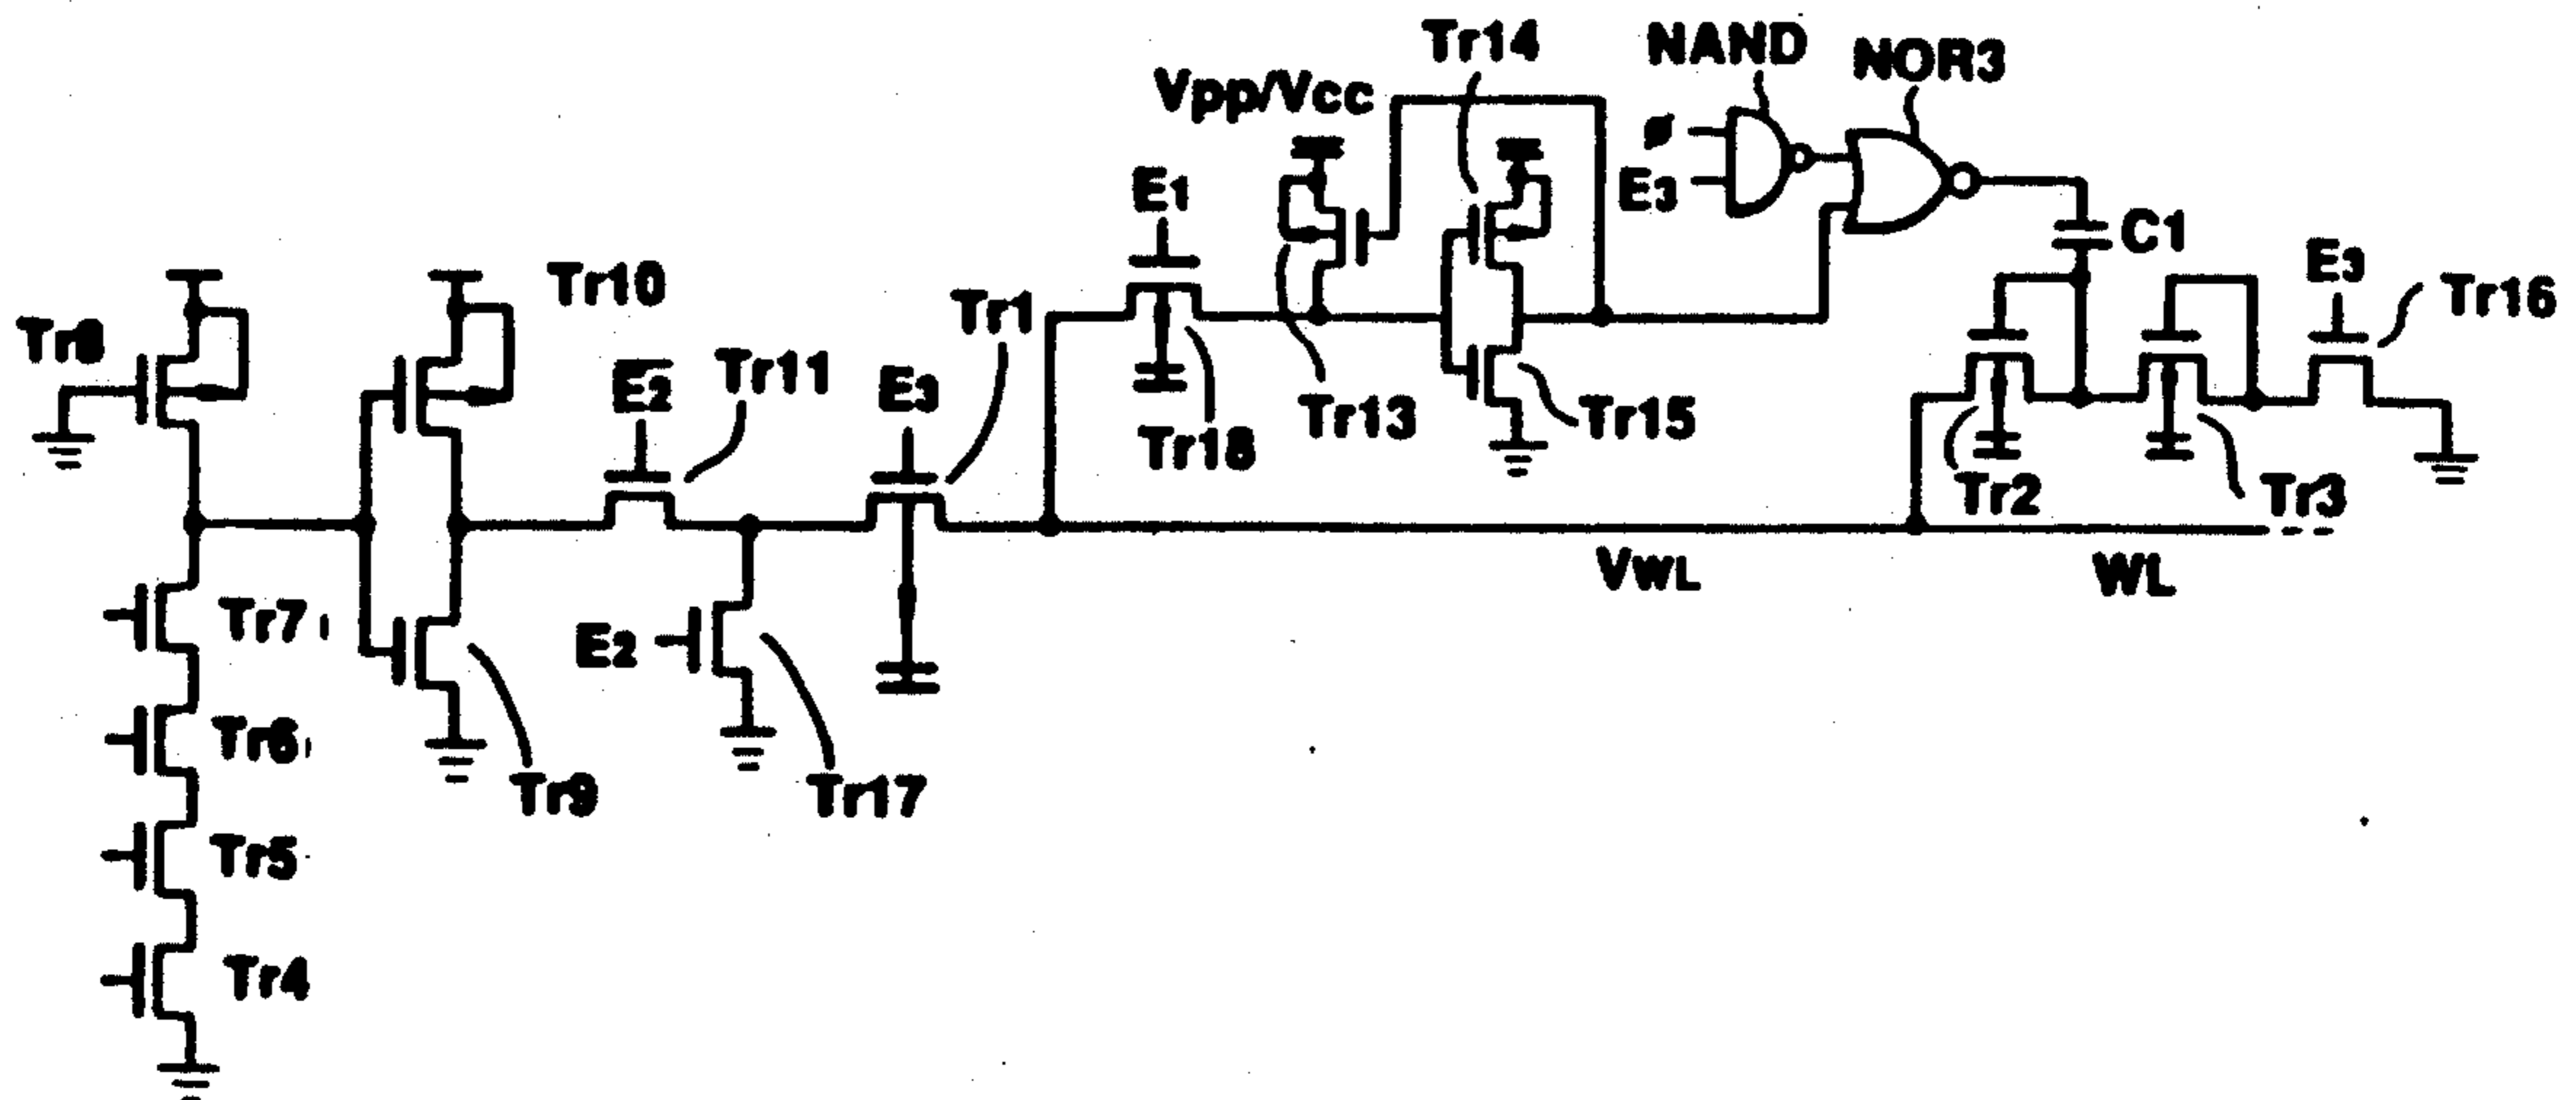 Tr14
NAND
NOR3
Vpp/Vcc
ø
E1
E3
C1
E3
Tr16
Tr10
Tr1
Tr8
E2
Tr11
E3
Tr18
Tr13
Tr15
Tr2
Tr3
VWL
WL
Tr7
E2
Tr6
Tr9
Tr17
Tr5
Tr4